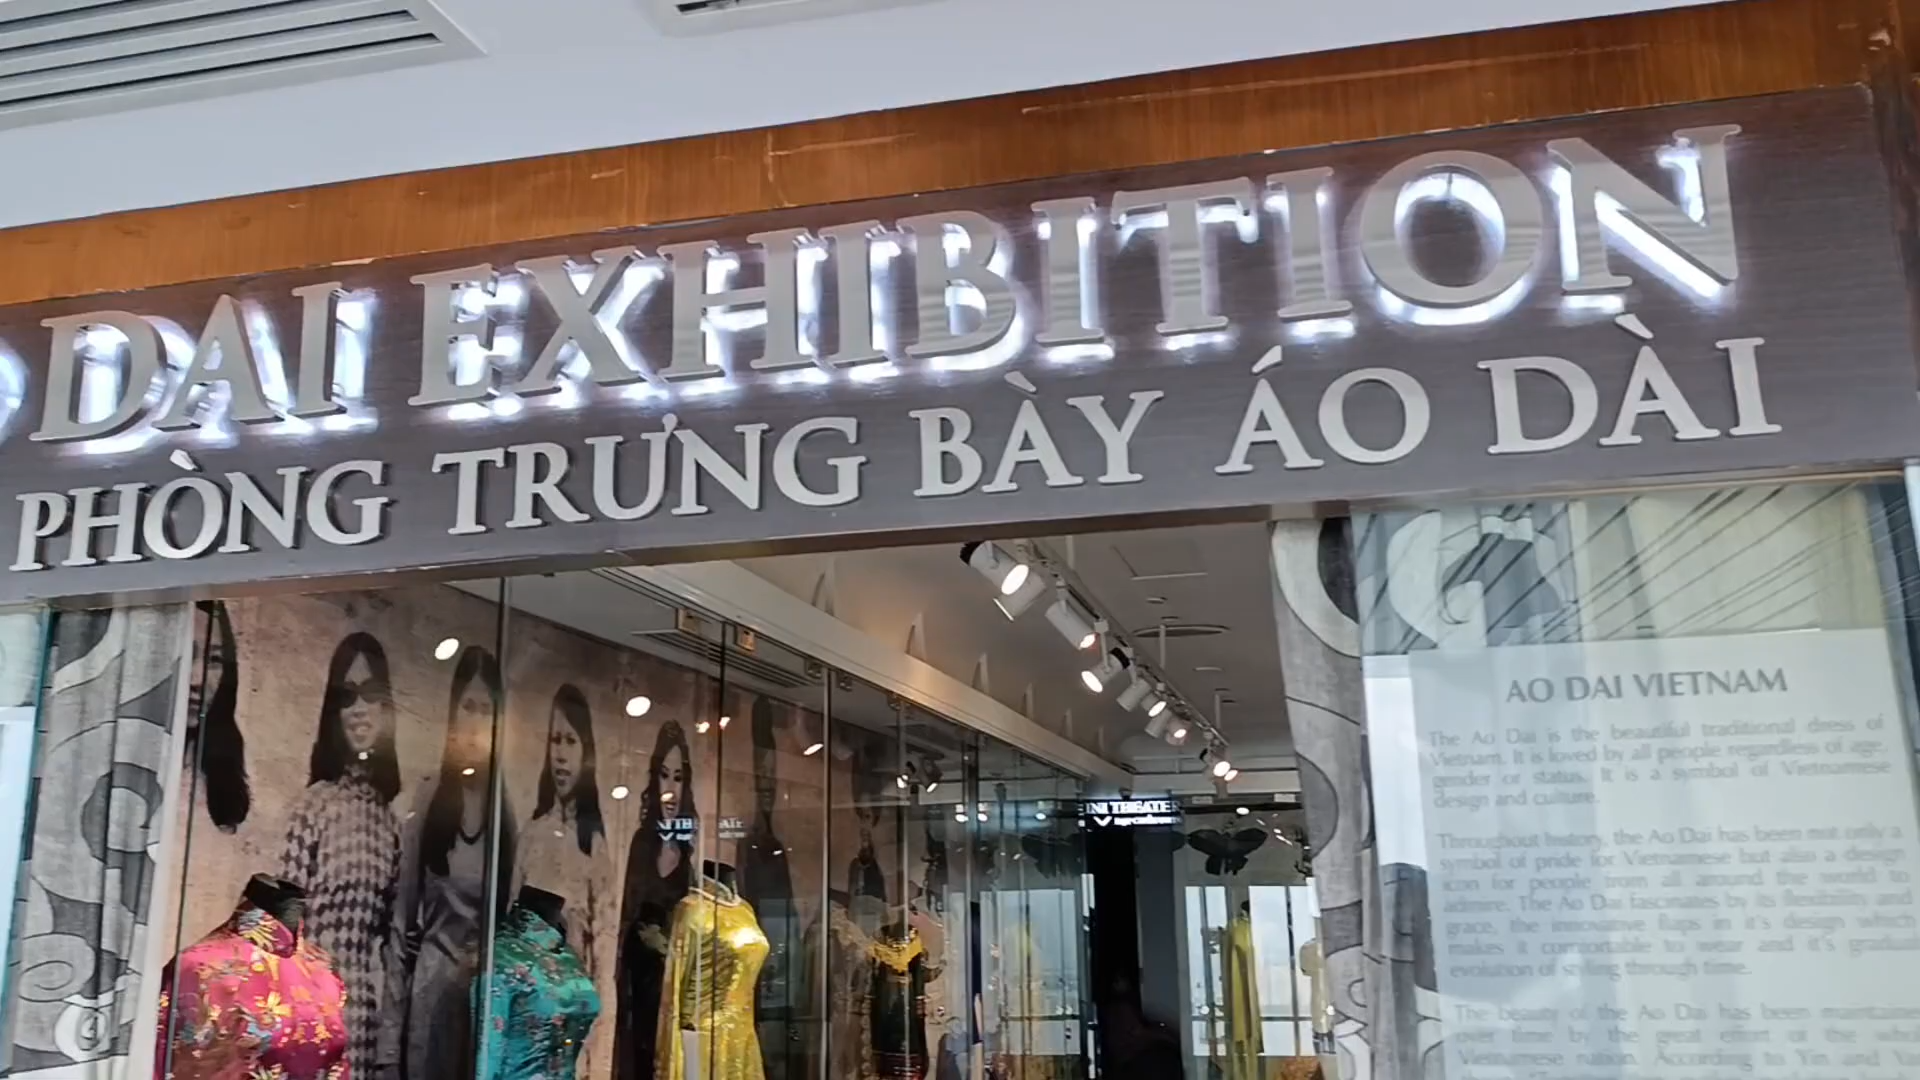 DAI EXHIBITION
PHÒNG TRƯNG BÀY ÁO DÀI
AO DAI VIETNAM
The Ao Dai is the beautiful traditional dress of
Vietnam. It is loved by all people regardless of age,
gender or status. It is a symbol of Vietnamese
design and culture.
Throughout history, the Ao Dai has been not only a
symbol of pride for Vietnamese but also a design
icon for people from all around the world to
admire. The Ao Dai fascinates by its flexibility and
grace, the innovative flaps in it's design which
makes it comfortable to wear and it's gradual
evolution of styling through time.
The beauty of the Ao Dai has been
over time by the great effort of the
Vietnamese nation. According to Yin and
INI THEATER